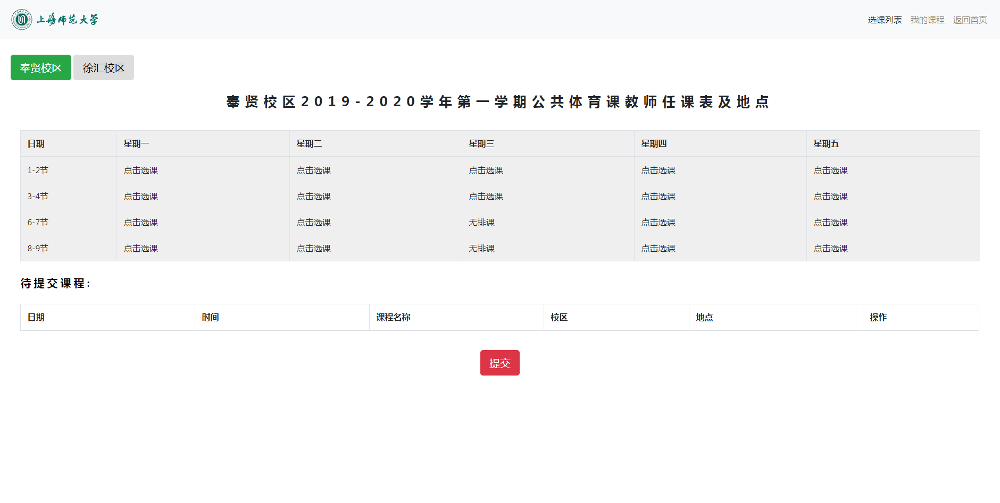 上海师范大学
选课列表 我的课程 返回首页
奉贤校区 徐汇校区
奉贤校区2019-2020学年第一学期公共体育课教师任课表及地点
日期 星期一 星期二 星期三 星期四 星期五
1-2节 点击选课 点击选课 点击选课 点击选课 点击选课
3-4节 点击选课 点击选课 点击选课 点击选课 点击选课
6-7节 点击选课 点击选课 无排课 点击选课 点击选课
8-9节 点击选课 点击选课 无排课 点击选课 点击选课
待提交课程:
日期 时间 课程名称 校区 地点 操作
提交